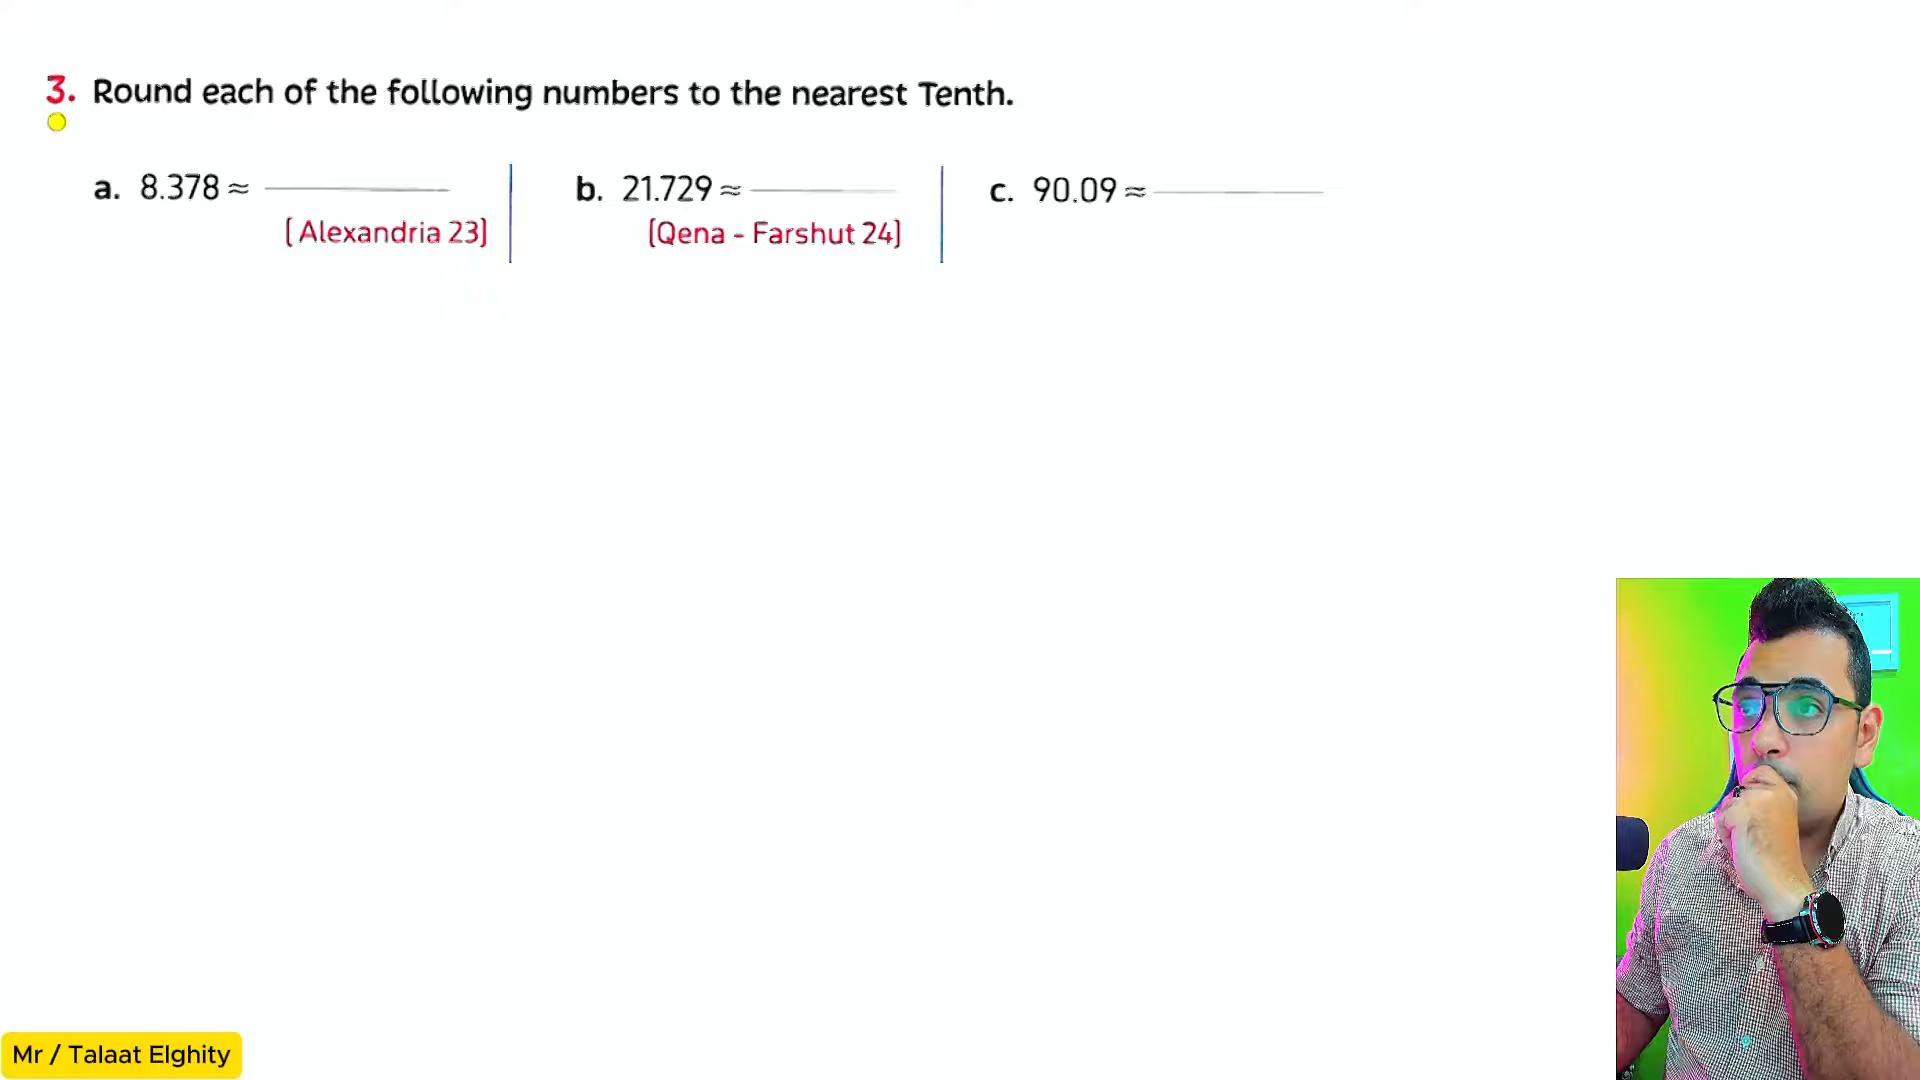 3. Round each of the following numbers to the nearest Tenth.
a. 8.378 ≈ b. 21.729 ≈ c. 90.09 ≈
[Alexandria 23] [Qena - Farshut 24]
Mr / Talaat Elghity